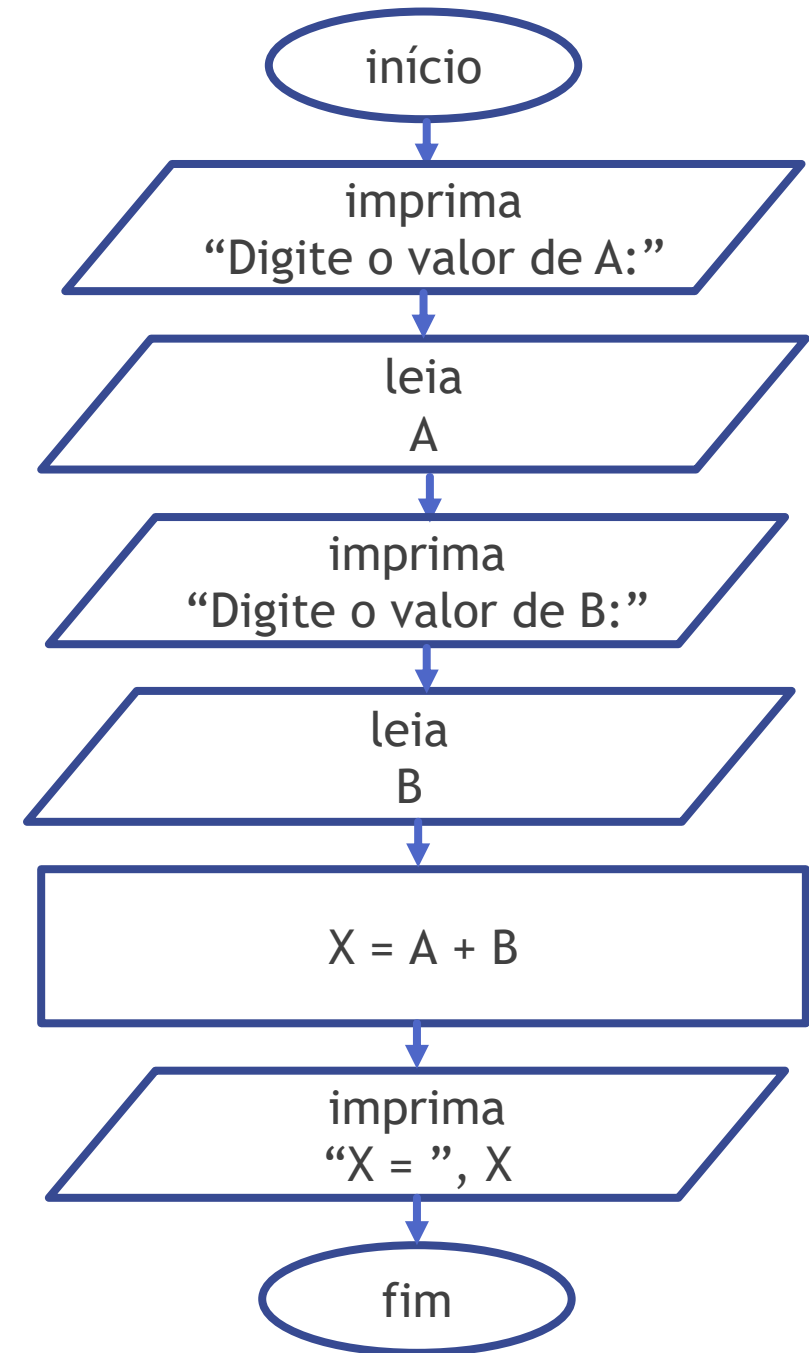 início
imprima
“Digite o valor de A:”
leia
A
imprima
“Digite o valor de B:”
leia
B
X = A + B
imprima
“X = ”, X
fim